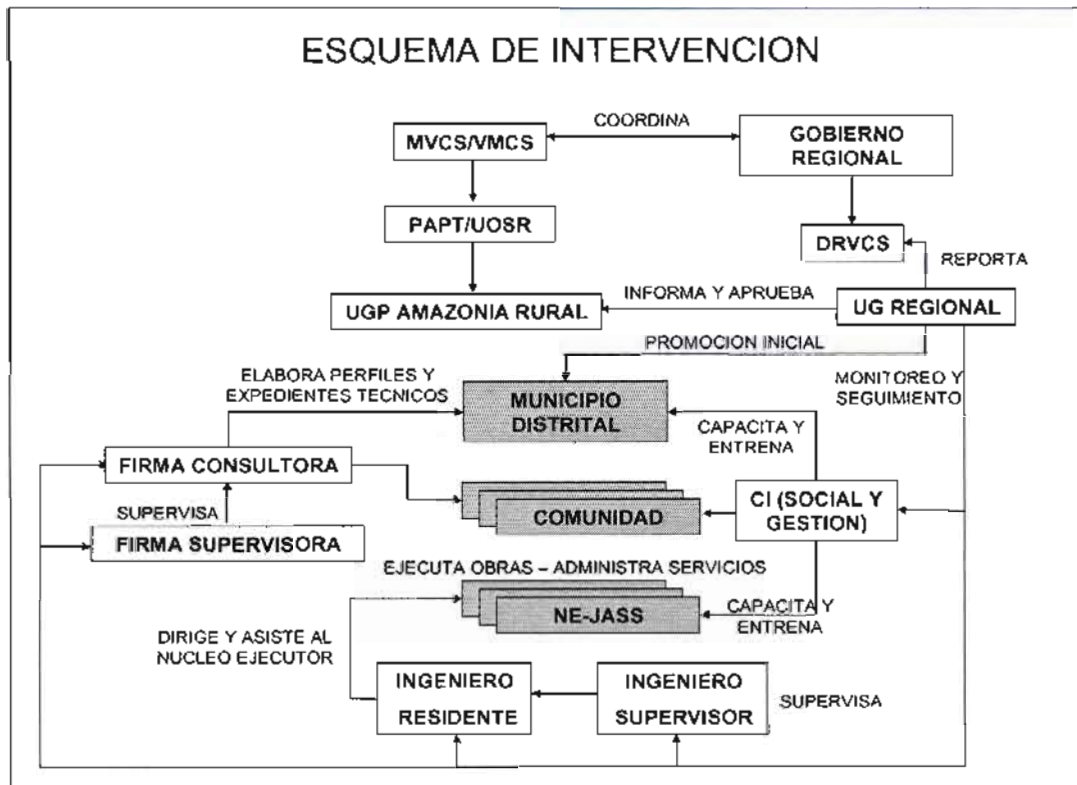 ESQUEMA DE INTERVENCION
COORDINA
MVCS/VMCS
GOBIERNO
REGIONAL
PAPT/UOSR
DRVCS
REPORTA
INFORMA Y APRUEBA
UGP AMAZONIA RURAL
UG REGIONAL
PROMOCION INICIAL
ELABORA PERFILES Y
EXPEDIENTES TECNICOS
MONITOREO Y
SEGUIMIENTO
MUNICIPIO
DISTRITAL
CAPACITA Y
ENTRENA
FIRMA CONSULTORA
CI (SOCIAL Y
GESTION)
COMUNIDAD
SUPERVISA
FIRMA SUPERVISORA
EJECUTA OBRAS – ADMINISTRA SERVICIOS
NE-JASS
CAPACITA Y
ENTRENA
DIRIGE Y ASISTE AL
NUCLEO EJECUTOR
INGENIERO
RESIDENTE
INGENIERO
SUPERVISOR
SUPERVISA